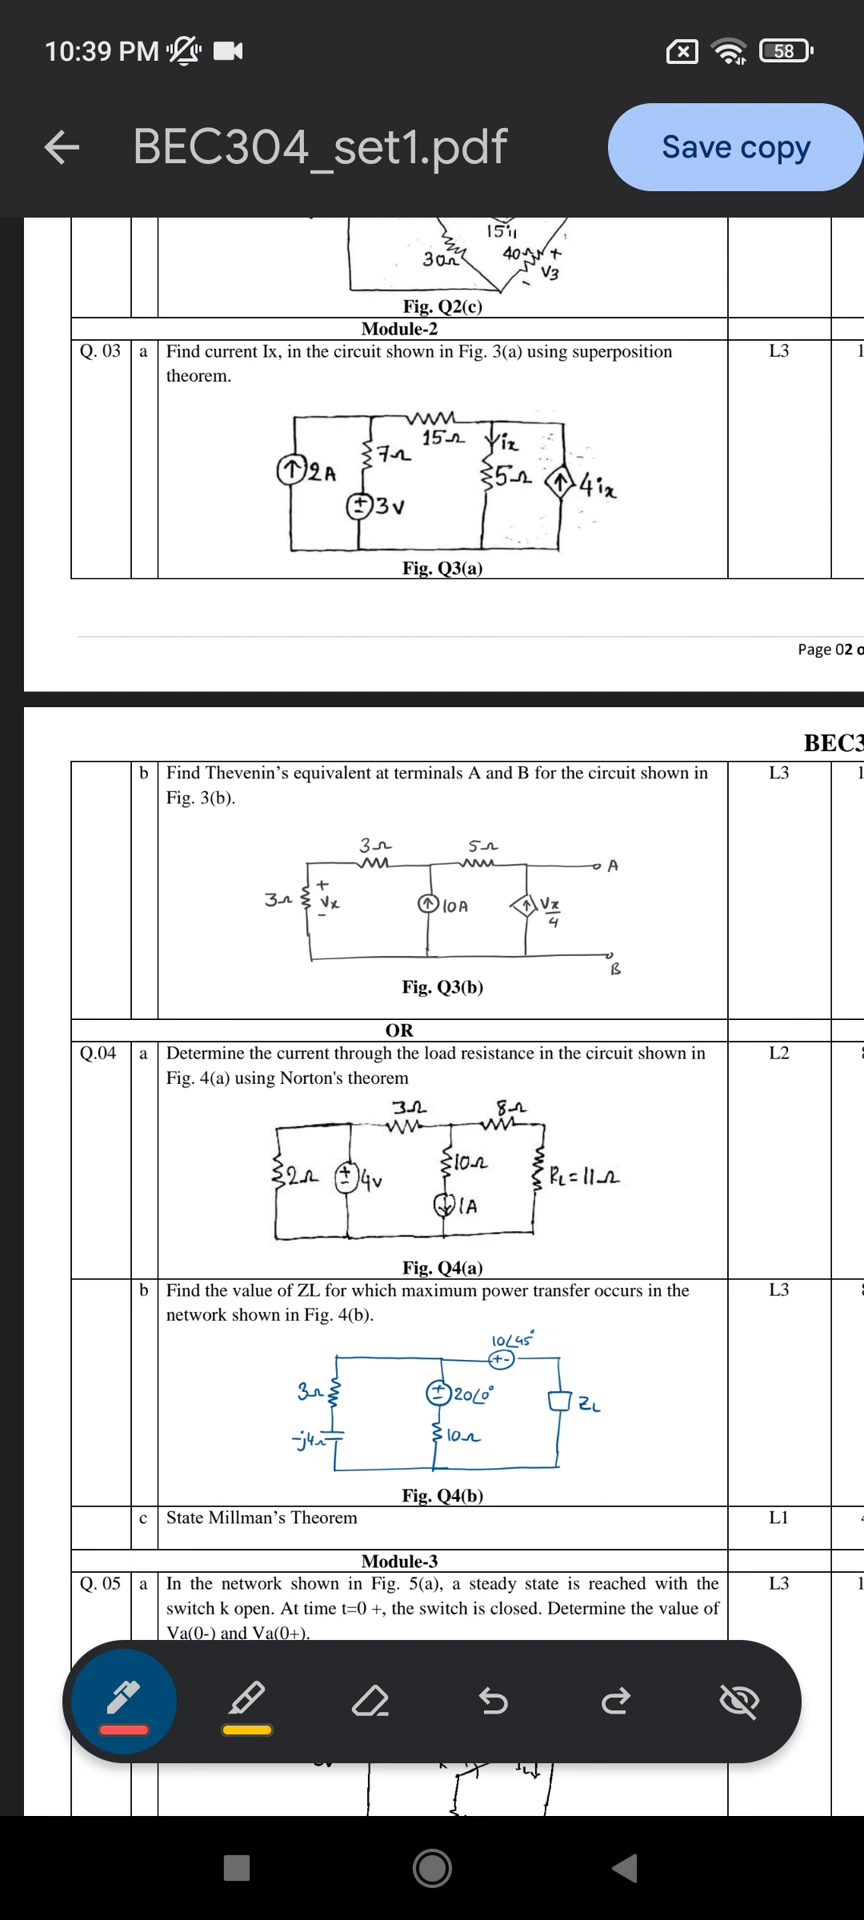 10:39 PM
58
BEC304_set1.pdf
Save copy
15Ω
30Ω
40Ω +
- V3
Fig. Q2(c)
Module-2
Q. 03 a Find current Ix, in the circuit shown in Fig. 3(a) using superposition L3 1
theorem.
15Ω ix
7Ω
2A 5Ω 4ix
3V
Fig. Q3(a)
Page 02 o
BEC3
b Find Thevenin’s equivalent at terminals A and B for the circuit shown in L3 1
Fig. 3(b).
3Ω 5Ω
A
3Ω + Vx - 10A Vx/4
B
Fig. Q3(b)
OR
Q.04 a Determine the current through the load resistance in the circuit shown in L2
Fig. 4(a) using Norton's theorem
3Ω 8Ω
2Ω 4V 10Ω RL = 11Ω
1A
Fig. Q4(a)
b Find the value of ZL for which maximum power transfer occurs in the L3
network shown in Fig. 4(b).
10∠45°
3Ω 20∠0° ZL
-j4Ω 10Ω
Fig. Q4(b)
c State Millman’s Theorem L1
Module-3
Q. 05 a In the network shown in Fig. 5(a), a steady state is reached with the L3 1
switch k open. At time t=0 +, the switch is closed. Determine the value of
Va(0-) and Va(0+).